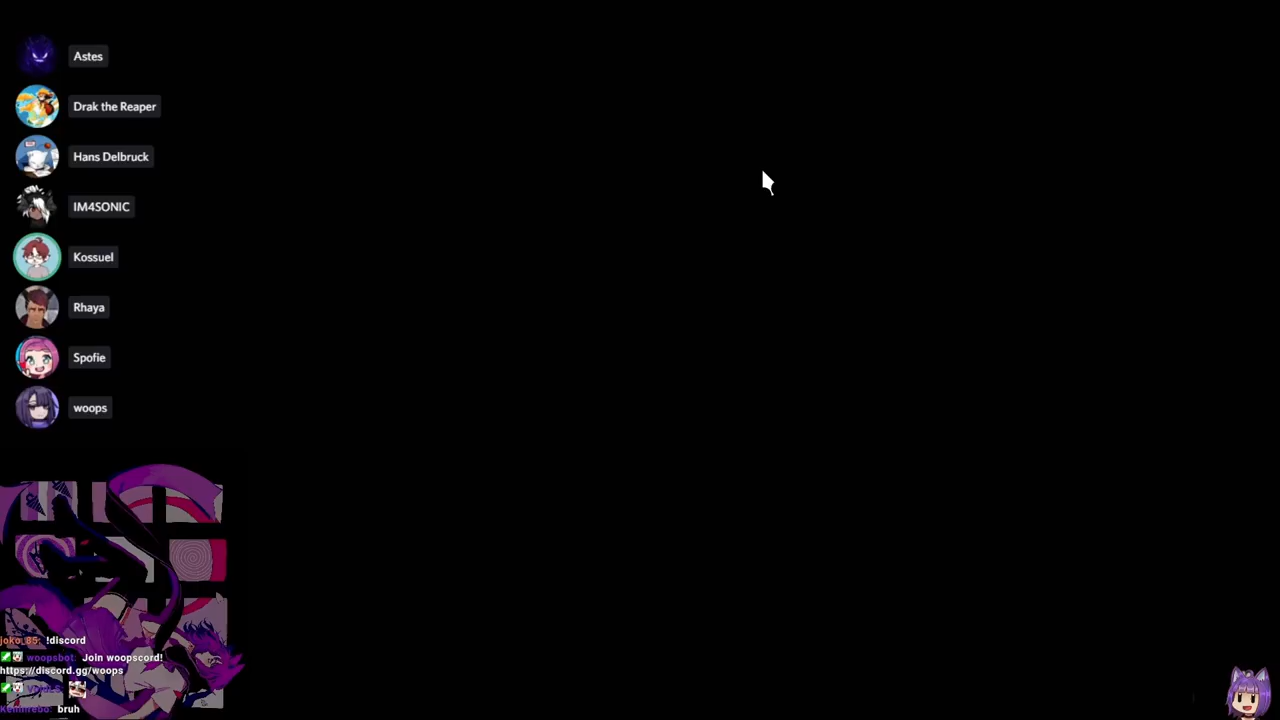 Astes
Drak the Reaper
Hans Delbruck
IM4SONIC
Kossuel
Rhaya
Spofie
woops
joko_85: !discord
woopsbot: Join woopscord!
https://discord.gg/woops
bruh